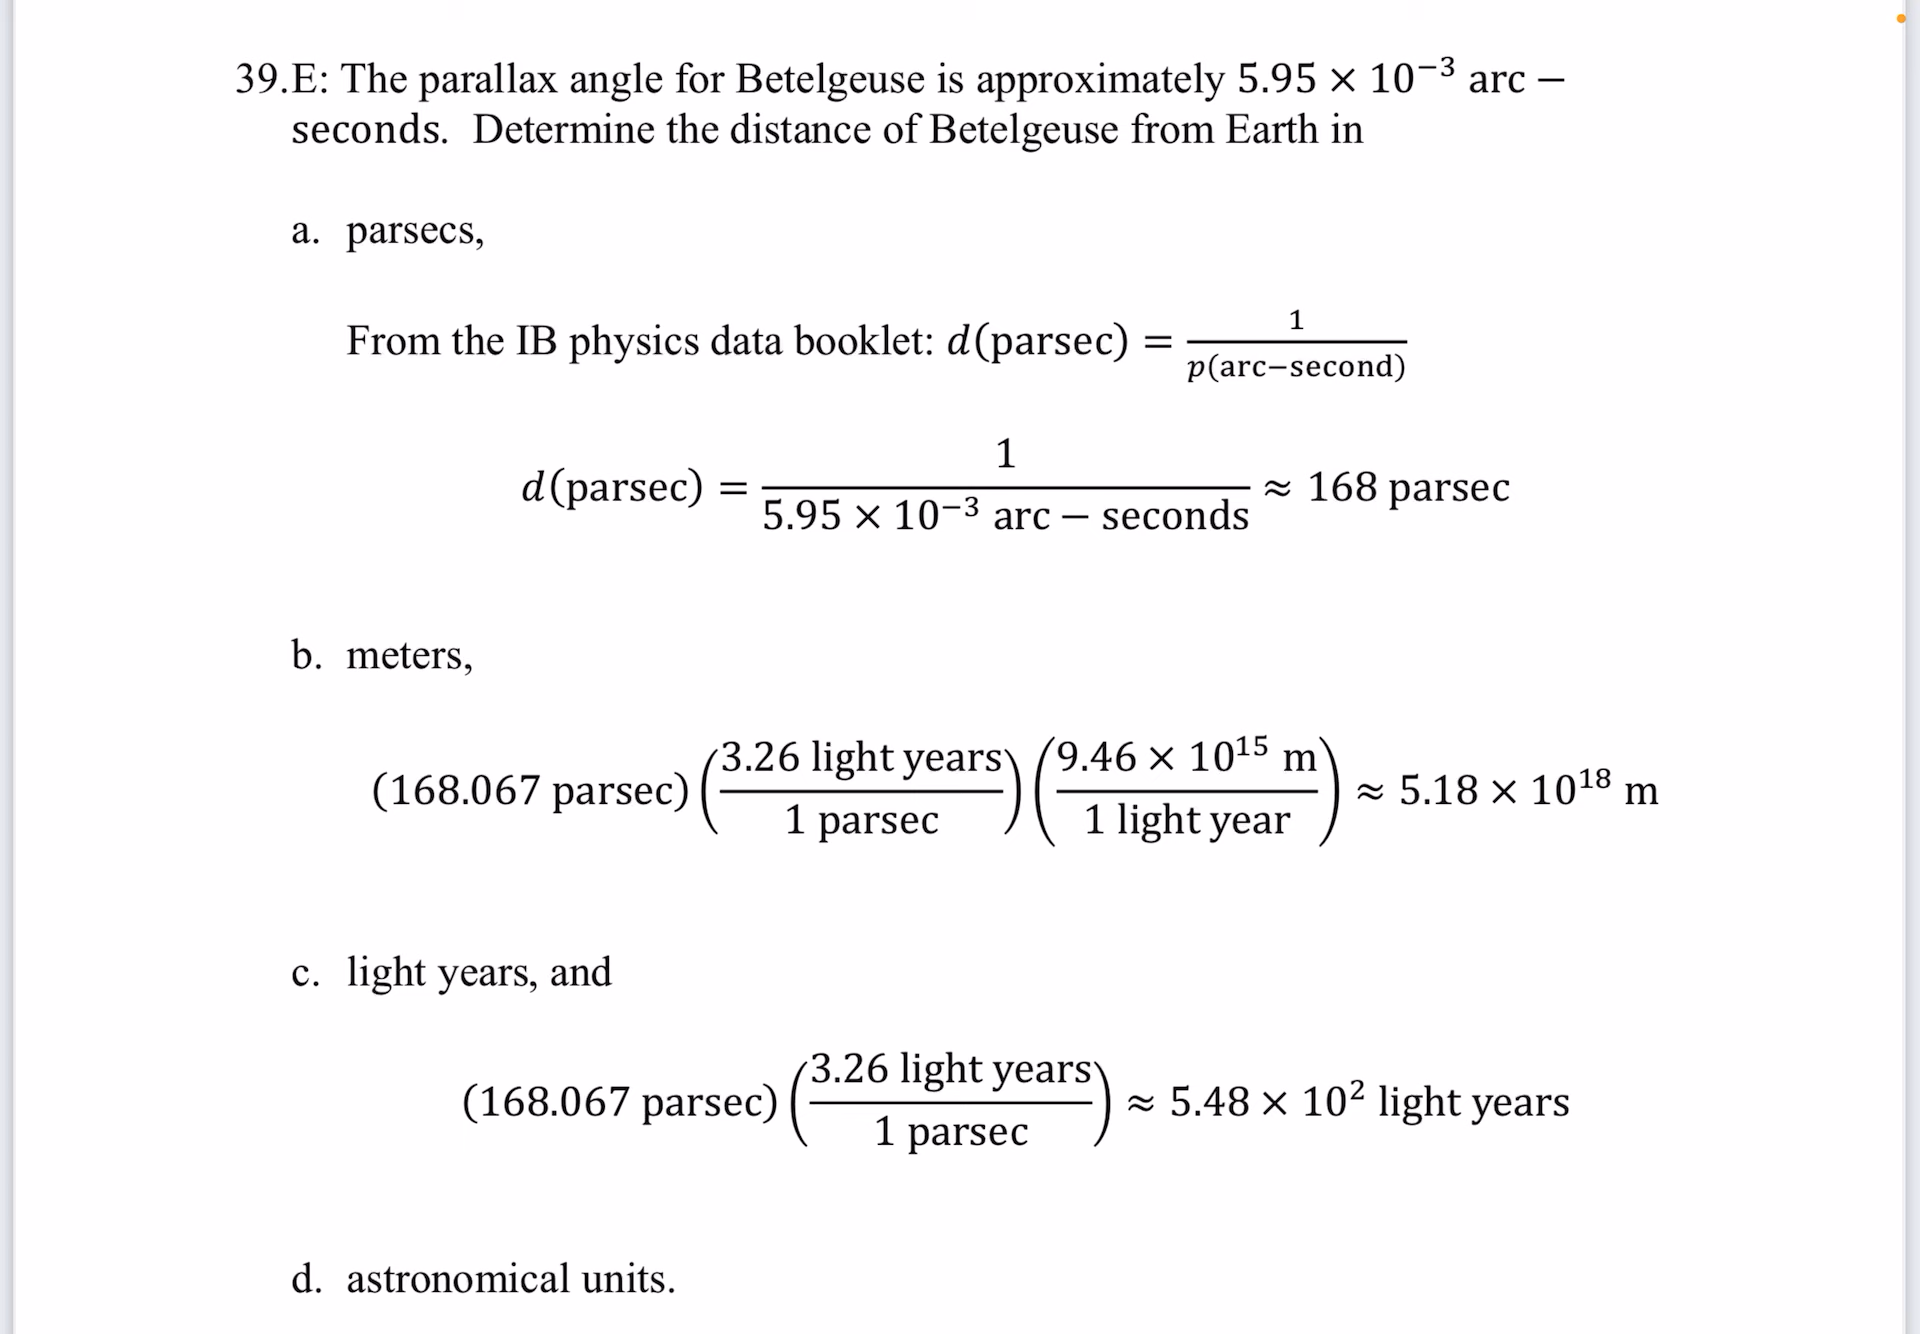 39.E: The parallax angle for Betelgeuse is approximately 5.95 × 10⁻³ arc –
seconds. Determine the distance of Betelgeuse from Earth in
a. parsecs,
From the IB physics data booklet: d(parsec) = 1 / p(arc−second)
d(parsec) = 1 / 5.95 × 10⁻³ arc – seconds ≈ 168 parsec
b. meters,
(168.067 parsec) (3.26 light years / 1 parsec) (9.46 × 10¹⁵ m / 1 light year) ≈ 5.18 × 10¹⁸ m
c. light years, and
(168.067 parsec) (3.26 light years / 1 parsec) ≈ 5.48 × 10² light years
d. astronomical units.